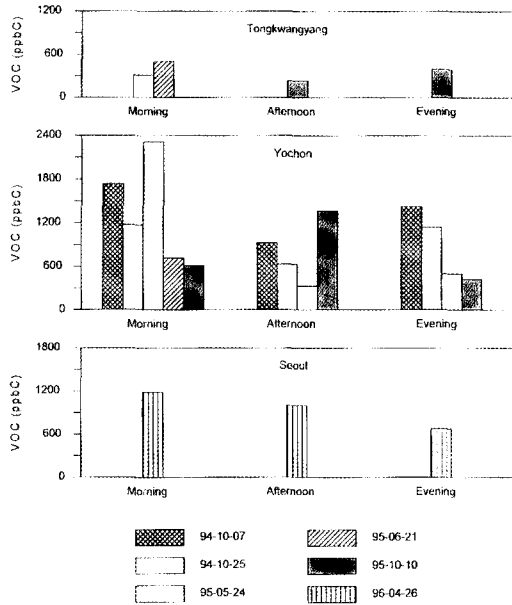 1200
Tongkwangyang
VOC (ppbC)
600
0
Morning Afternoon Evening
2400
Yochon
1800
VOC (ppbC)
1200
600
0
Morning Afternoon Evening
1800
Seoul
VOC (ppbC)
1200
600
0
Morning Afternoon Evening
94-10-07 95-06-21
94-10-25 95-10-10
95-05-24 96-04-26